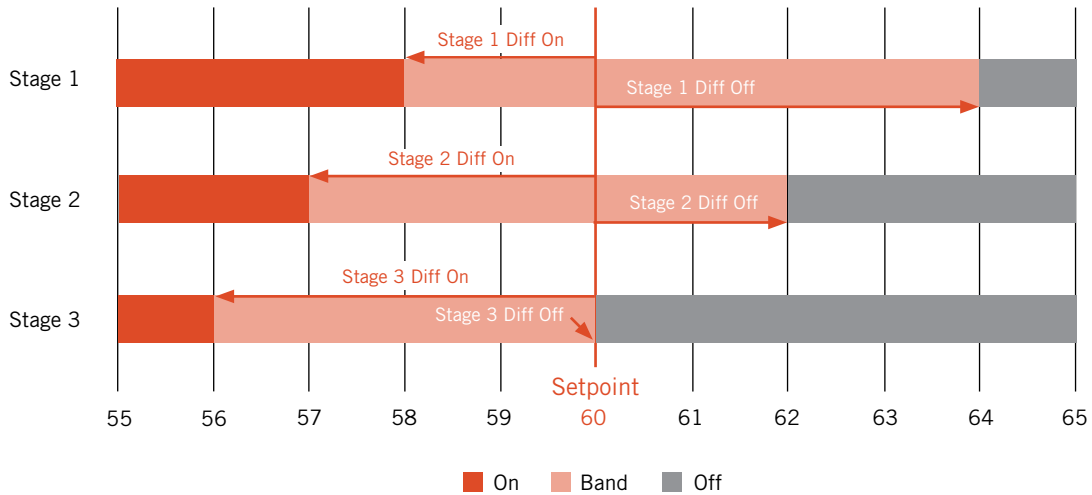 Stage 1 Diff On
Stage 1
Stage 1 Diff Off
Stage 2 Diff On
Stage 2
Stage 2 Diff Off
Stage 3 Diff On
Stage 3
Stage 3 Diff Off
Setpoint
55 56 57 58 59 60 61 62 63 64 65
On Band Off